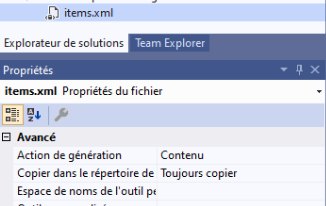 items.xml
Explorateur de solutions Team Explorer
Propriétés
items.xml Propriétés du fichier
Avancé
Action de génération Contenu
Copier dans le répertoire de Toujours copier
Espace de noms de l'outil pe